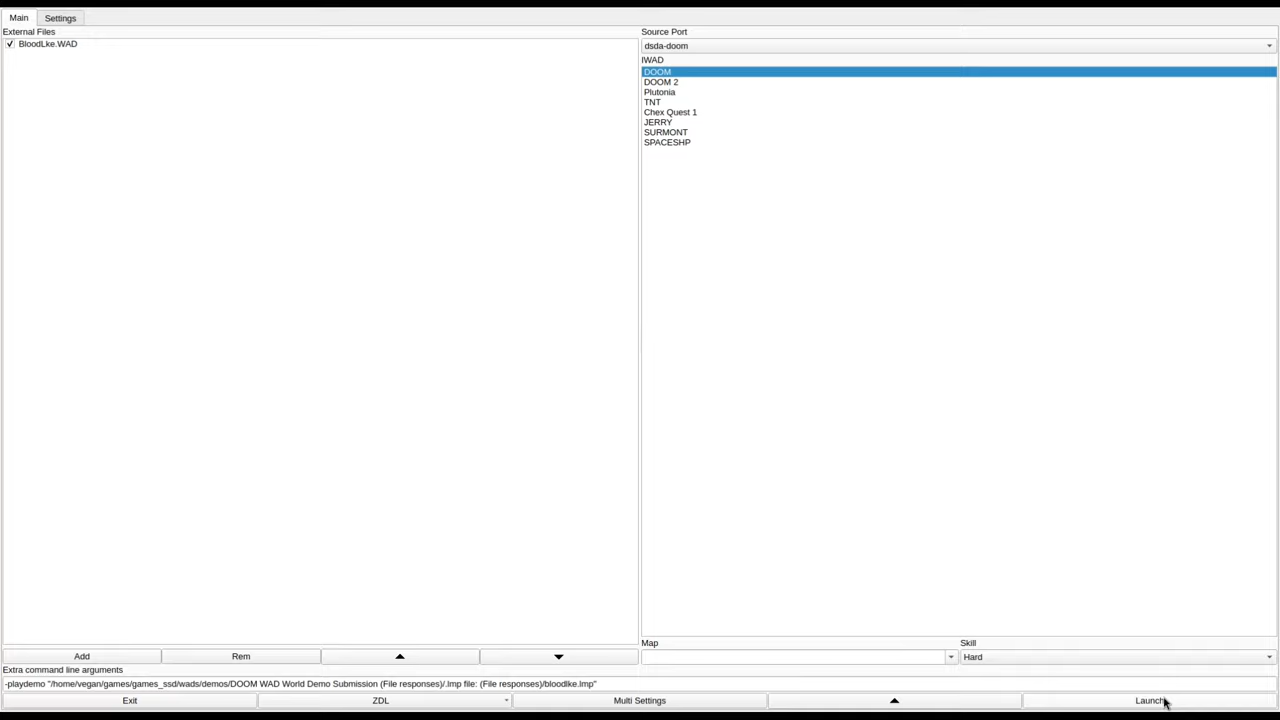 Main
Settings
External Files
BloodLke.WAD
Source Port
dsda-doom
IWAD
DOOM
DOOM 2
Plutonia
TNT
Chex Quest 1
JERRY
SURMONT
SPACESHP
Map
Skill
Hard
Add
Rem
Extra command line arguments
-playdemo "/home/vegan/games/games_ssd/wads/demos/DOOM WAD World Demo Submission (File responses)/.lmp file: (File responses)/bloodlke.lmp"
Exit
ZDL
Multi Settings
Launch